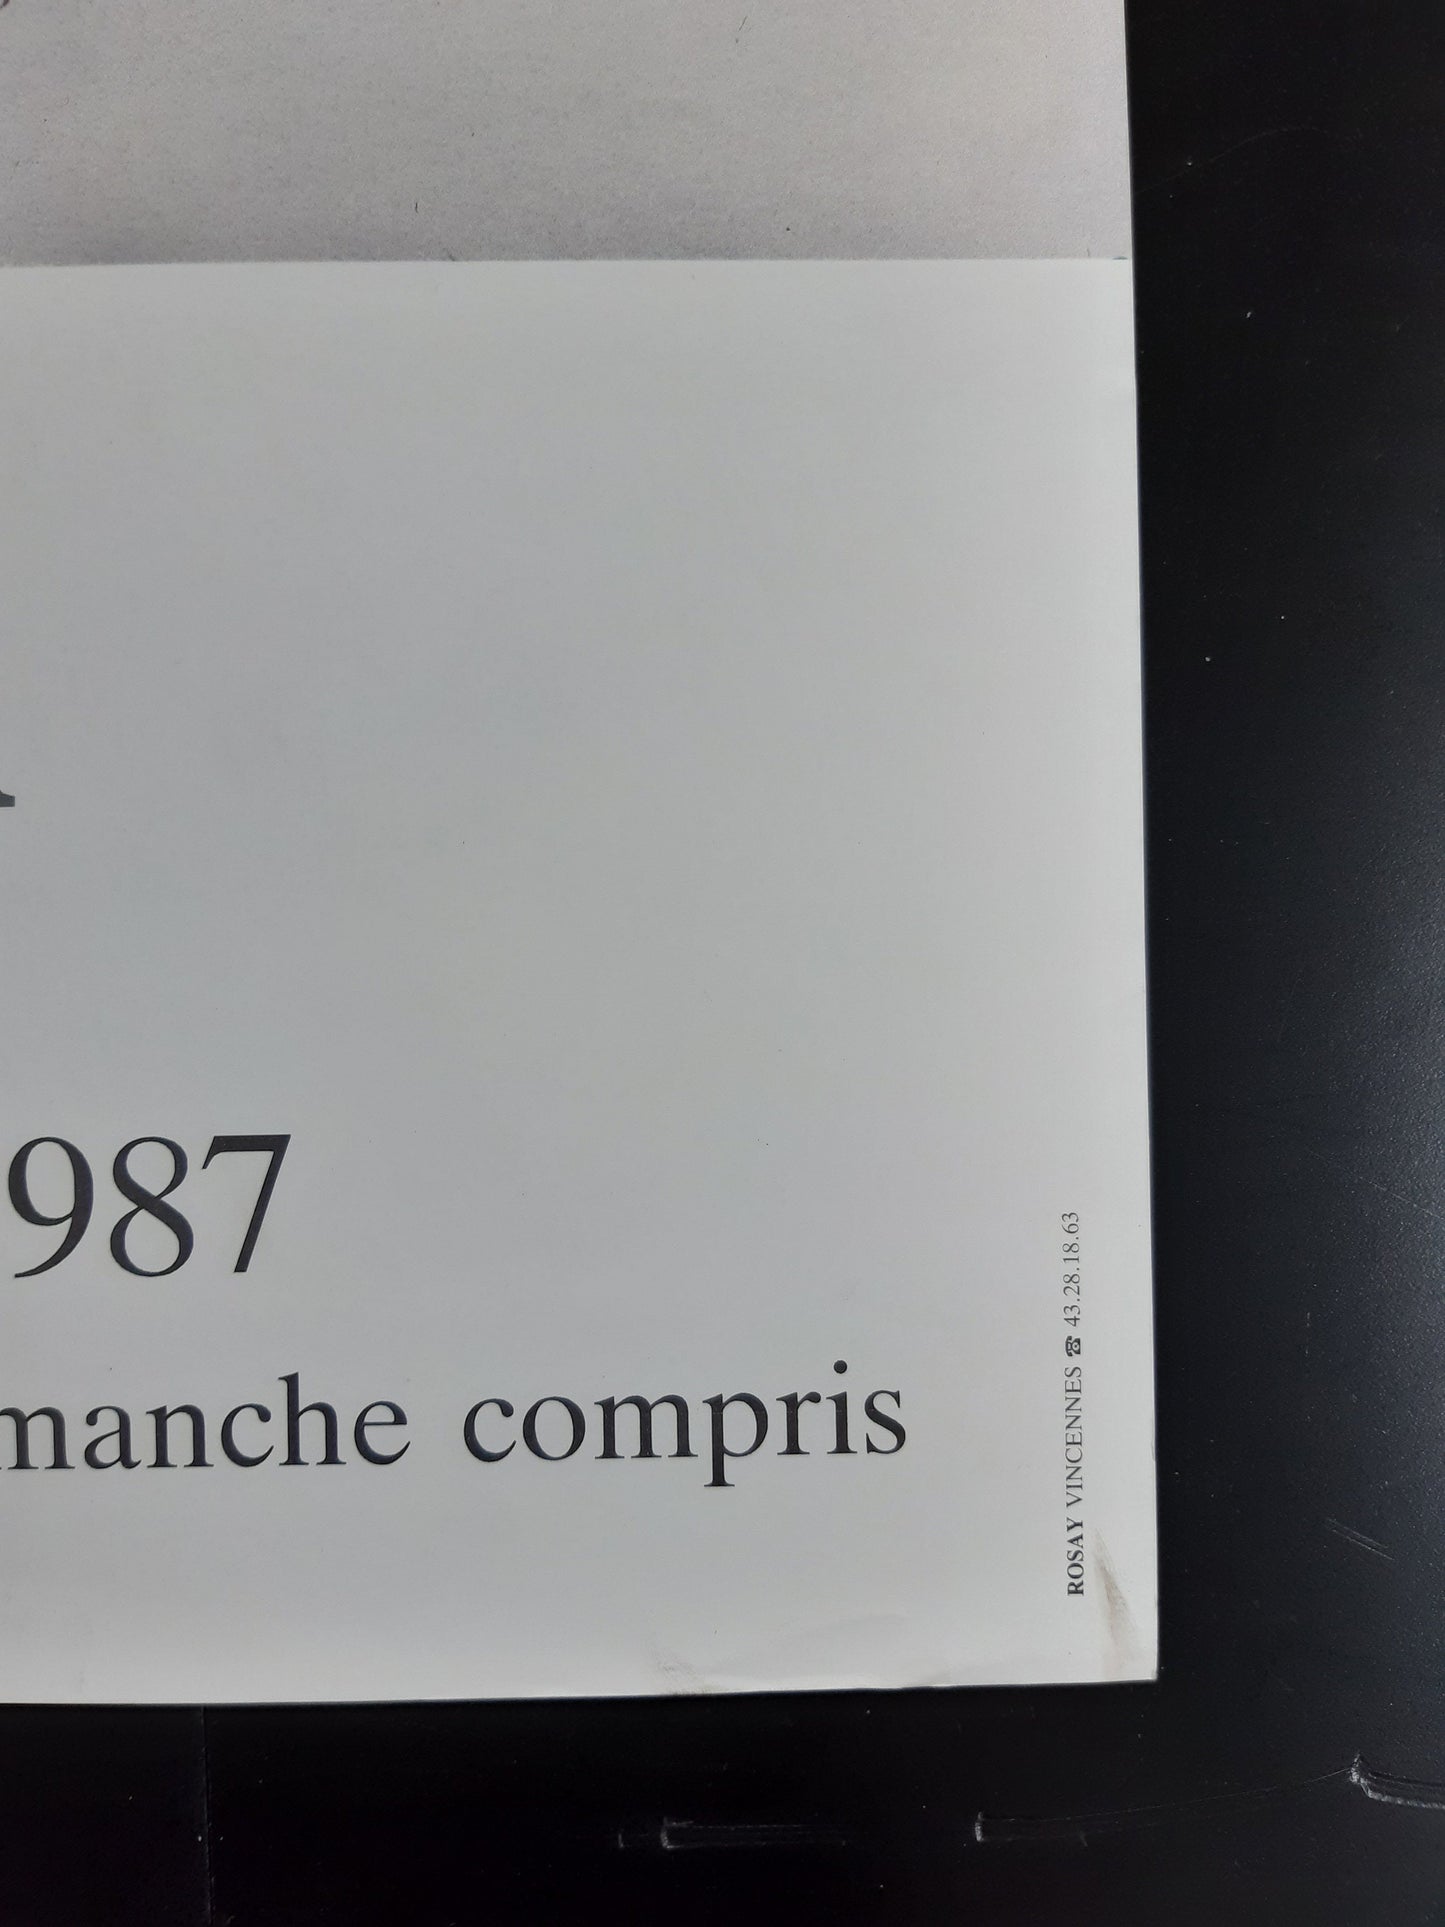 987
manche compris
ROSAY VINCENNES ☎ 43.28.18.63